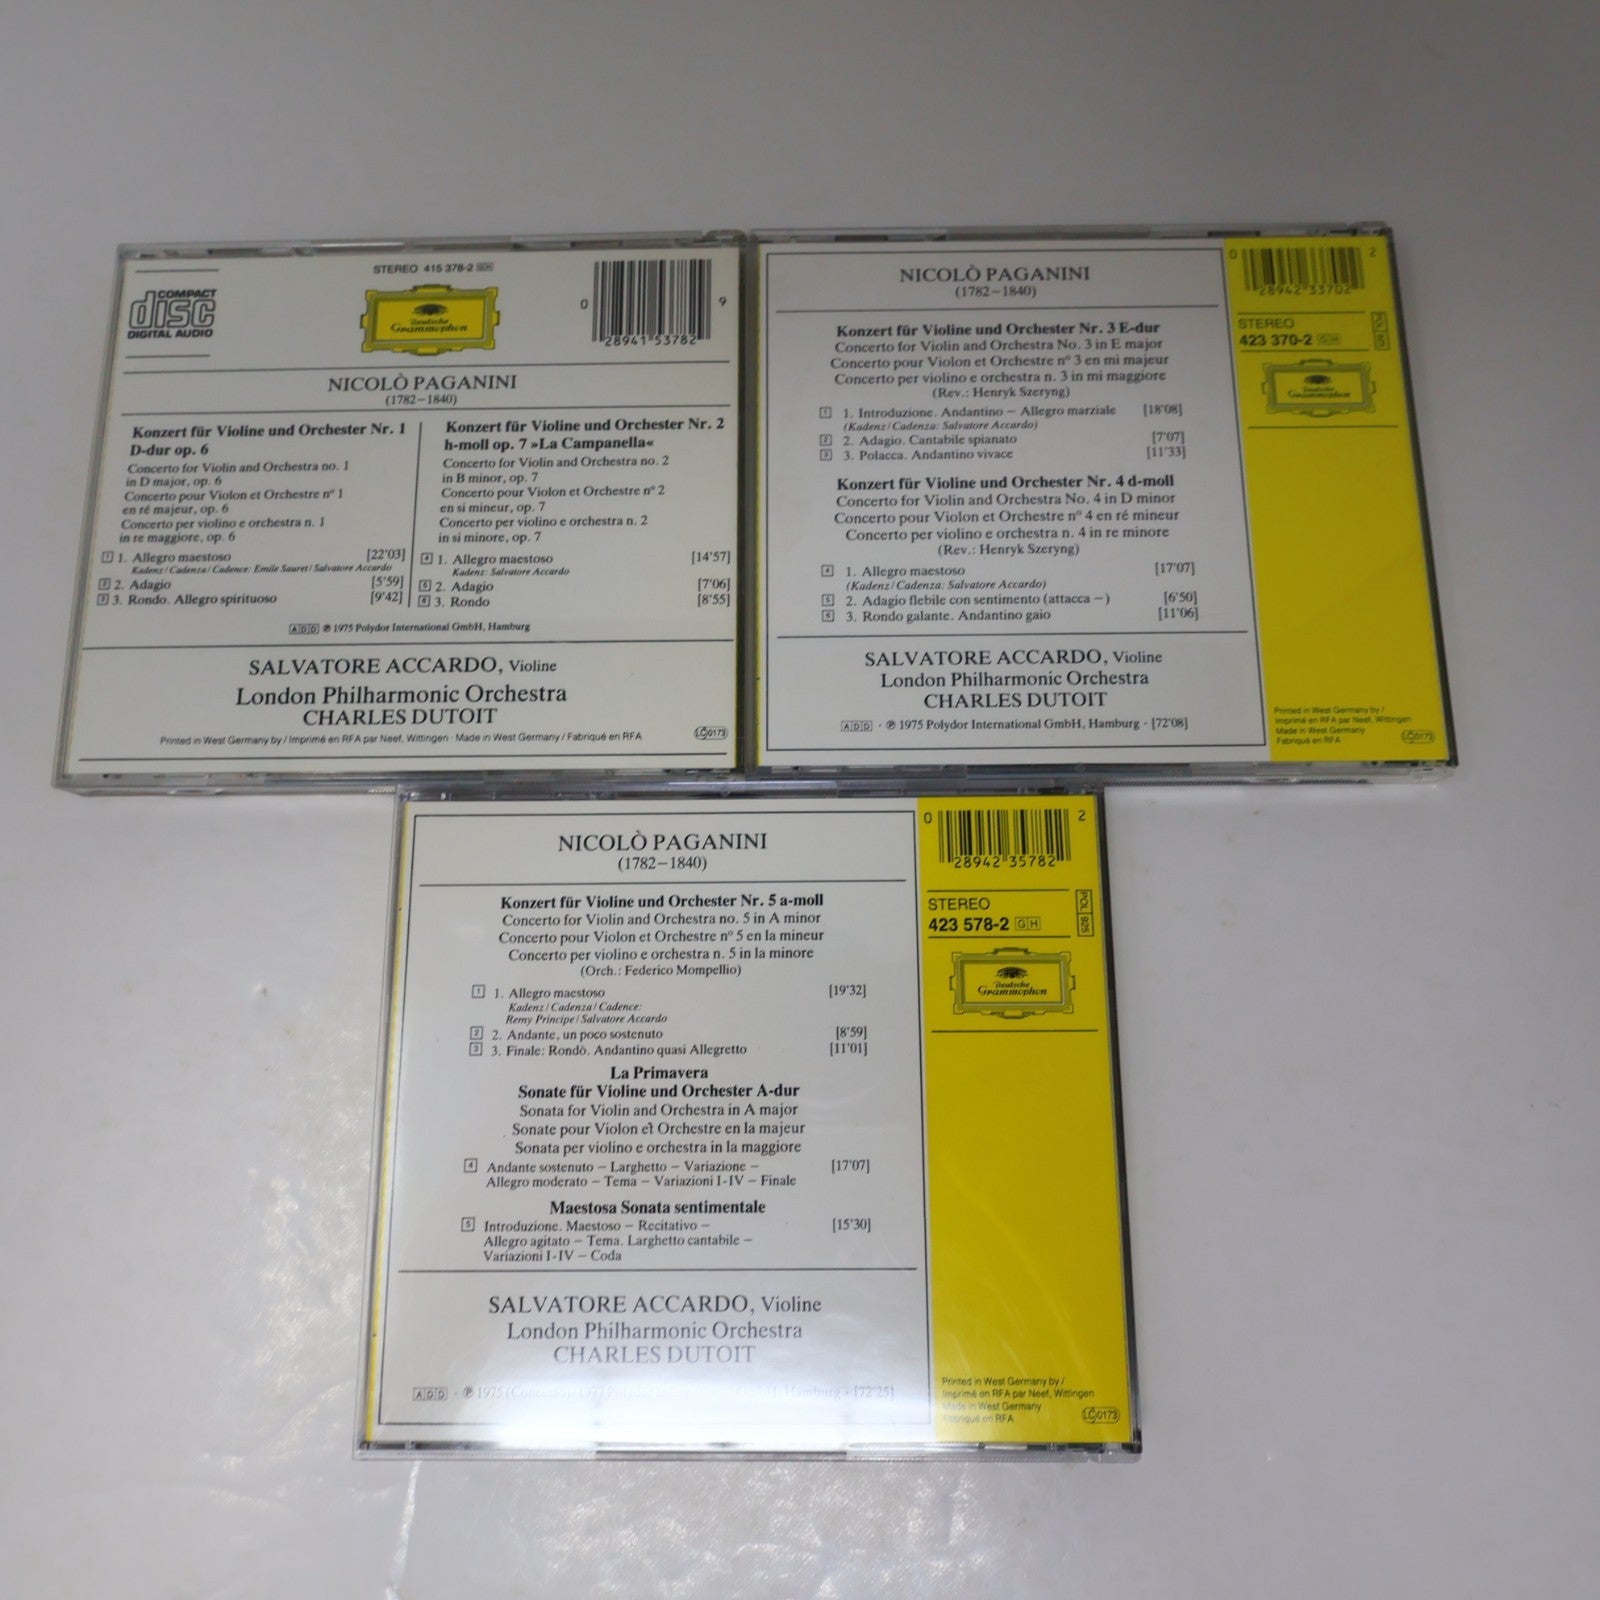 COMPACT
disc
DIGITAL AUDIO
STEREO 415 378-2 GH
Deutsche
Grammophon
0 28941 53782 9
NICOLÒ PAGANINI
(1782–1840)
Konzert für Violine und Orchester Nr. 1
D-dur op. 6
Concerto for Violin and Orchestra no. 1
in D major, op. 6
Concerto pour Violon et Orchestre nº 1
en ré majeur, op. 6
Concerto per violino e orchestra n. 1
in re maggiore, op. 6
1 1. Allegro maestoso [22'03]
Kadenz/Cadenza/Cadence: Emile Sauret/Salvatore Accardo
2 2. Adagio [5'59]
3 3. Rondo. Allegro spirituoso [9'42]
Konzert für Violine und Orchester Nr. 2
h-moll op. 7 »La Campanella«
Concerto for Violin and Orchestra no. 2
in B minor, op. 7
Concerto pour Violon et Orchestre nº 2
en si mineur, op. 7
Concerto per violino e orchestra n. 2
in si minore, op. 7
4 1. Allegro maestoso [14'57]
Kadenz: Salvatore Accardo
5 2. Adagio [7'06]
6 3. Rondo [8'55]
ADD ℗ 1975 Polydor International GmbH, Hamburg
SALVATORE ACCARDO, Violine
London Philharmonic Orchestra
CHARLES DUTOIT
Printed in West Germany by / Imprimé en RFA par Neef, Wittingen · Made in West Germany / Fabriqué en RFA
LC 0173
NICOLÒ PAGANINI
(1782–1840)
Konzert für Violine und Orchester Nr. 3 E-dur
Concerto for Violin and Orchestra No. 3 in E major
Concerto pour Violon et Orchestre nº 3 en mi majeur
Concerto per violino e orchestra n. 3 in mi maggiore
(Rev.: Henryk Szeryng)
1 1. Introduzione. Andantino – Allegro marziale [18'08]
(Kadenz/Cadenza: Salvatore Accardo)
2 2. Adagio. Cantabile spianato [7'07]
3 3. Polacca. Andantino vivace [11'33]
Konzert für Violine und Orchester Nr. 4 d-moll
Concerto for Violin and Orchestra No. 4 in D minor
Concerto pour Violon et Orchestre nº 4 en ré mineur
Concerto per violino e orchestra n. 4 in re minore
(Rev.: Henryk Szeryng)
4 1. Allegro maestoso [17'07]
(Kadenz/Cadenza: Salvatore Accardo)
5 2. Adagio flebile con sentimento (attacca –) [6'50]
6 3. Rondo galante. Andantino gaio [11'06]
SALVATORE ACCARDO, Violine
London Philharmonic Orchestra
CHARLES DUTOIT
ADD · ℗ 1975 Polydor International GmbH, Hamburg · [72'08]
0 28942 33702 2
STEREO
423 370-2 GH
Deutsche
Grammophon
Printed in West Germany by /
Imprimé en RFA par Neef, Wittingen
Made in West Germany
Fabriqué en RFA
LC 0173
NICOLÒ PAGANINI
(1782–1840)
Konzert für Violine und Orchester Nr. 5 a-moll
Concerto for Violin and Orchestra no. 5 in A minor
Concerto pour Violon et Orchestre nº 5 en la mineur
Concerto per violino e orchestra n. 5 in la minore
(Orch.: Federico Mompellio)
1 1. Allegro maestoso [19'32]
Kadenz/Cadenza/Cadence:
Remy Principe/Salvatore Accardo
2 2. Andante, un poco sostenuto [8'59]
3 3. Finale: Rondò. Andantino quasi Allegretto [11'01]
La Primavera
Sonate für Violine und Orchester A-dur
Sonata for Violin and Orchestra in A major
Sonate pour Violon et Orchestre en la majeur
Sonata per violino e orchestra in la maggiore
4 Andante sostenuto – Larghetto – Variazione – [17'07]
Allegro moderato – Tema – Variazioni I-IV – Finale
Maestosa Sonata sentimentale
5 Introduzione. Maestoso – Recitativo – [15'30]
Allegro agitato – Tema. Larghetto cantabile –
Variazioni I-IV – Coda
SALVATORE ACCARDO, Violine
London Philharmonic Orchestra
CHARLES DUTOIT
ADD · ℗ 1975 (Concerto)/1977 Polydor GmbH, Hamburg · [72'25]
0 28942 35782 2
STEREO
423 578-2 GH
POL 925
Deutsche
Grammophon
Printed in West Germany by /
Imprimé en RFA par Neef, Wittingen
Made in West Germany
Fabriqué en RFA
LC 0173